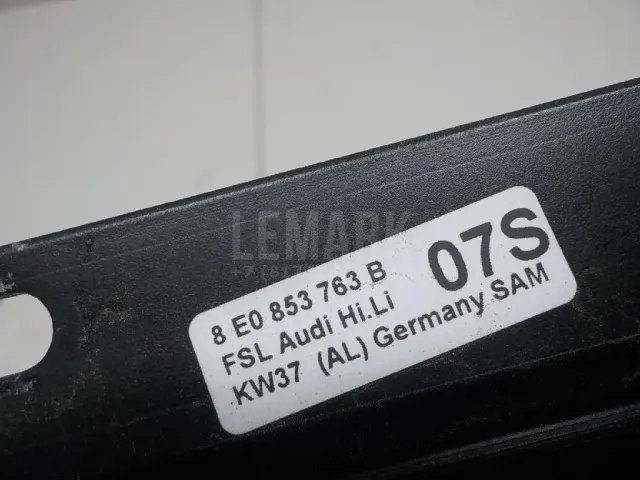 LEMARK
8 E0 853 763 B
07S
FSL Audi Hi.Li
KW37 (AL) Germany SAM